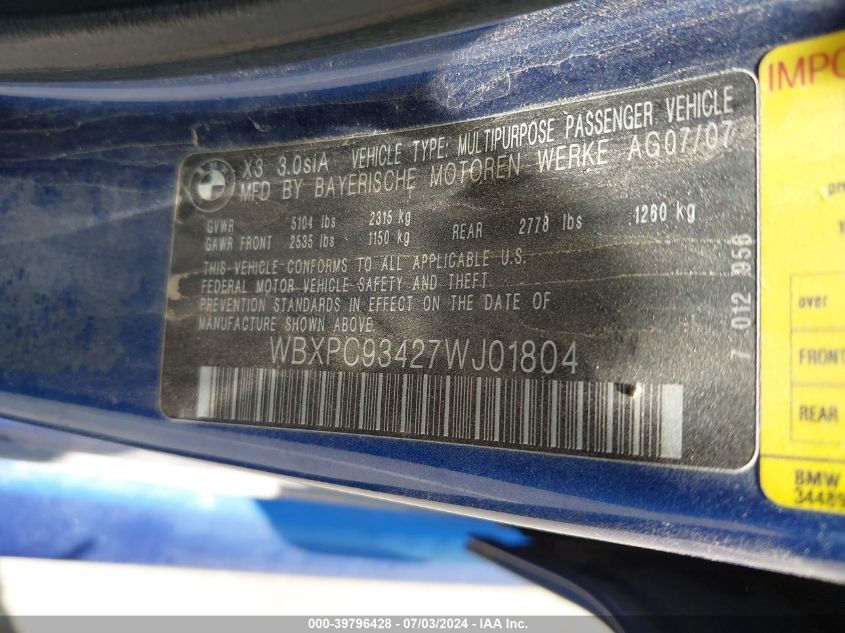 X3 3.0siA VEHICLE TYPE: MULTIPURPOSE PASSENGER VEHICLE
MFD BY BAYERISCHE MOTOREN WERKE AG 07/07
GVWR 5104 lbs 2315 kg
GAWR FRONT 2535 lbs 1150 kg REAR 2778 lbs 1260 kg
THIS VEHICLE CONFORMS TO ALL APPLICABLE U.S.
FEDERAL MOTOR VEHICLE SAFETY AND THEFT
PREVENTION STANDARDS IN EFFECT ON THE DATE OF
MANUFACTURE SHOWN ABOVE.
WBXPC93427WJ01804
7 012 956
over
FRONT
REAR
BMW
000-39796428 - 07/03/2024 - IAA Inc.